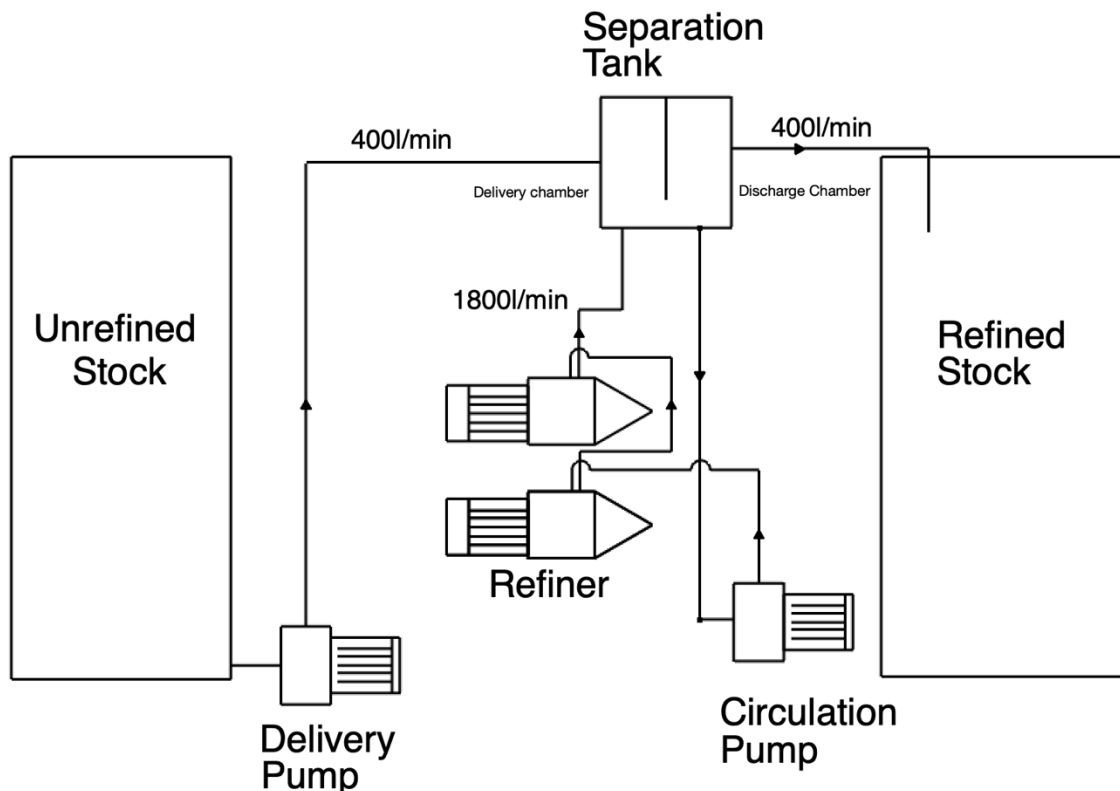 Separation
Tank
400l/min
400l/min
Delivery chamber
Discharge Chamber
1800l/min
Unrefined
Stock
Refined
Stock
Refiner
Delivery
Pump
Circulation
Pump